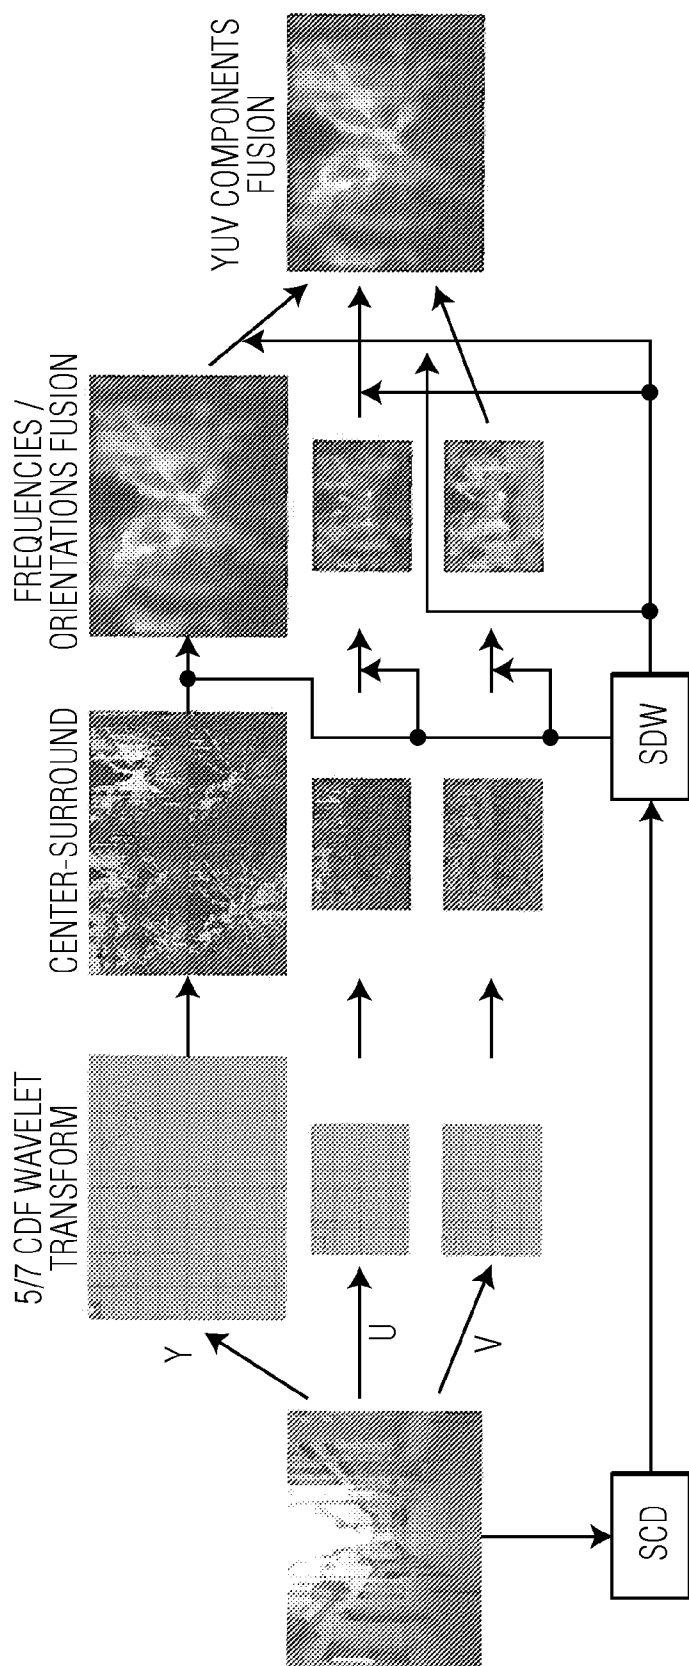 5/7 CDF WAVELET
TRANSFORM
CENTER-SURROUND
FREQUENCIES /
ORIENTATIONS FUSION
YUV COMPONENTS
FUSION
Y
U
V
SCD
SDW